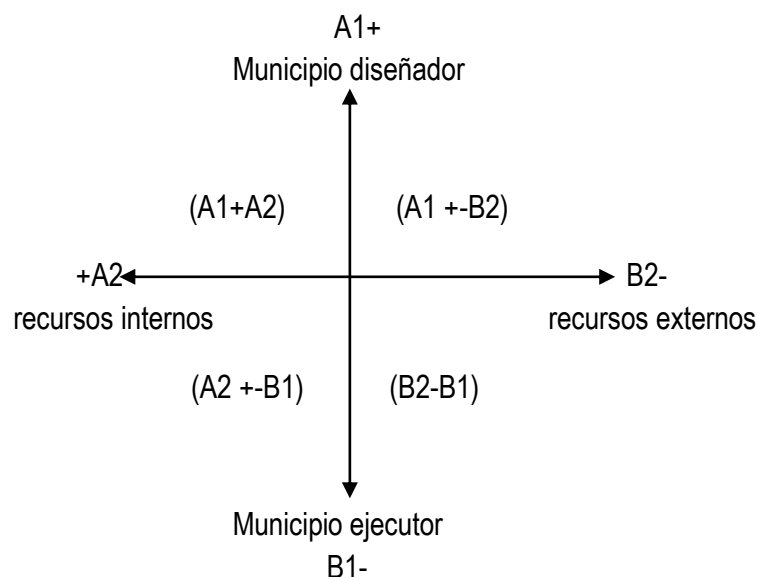 A1+
Municipio diseñador
(A1+A2)
(A1 +-B2)
+A2
B2-
recursos internos
recursos externos
(A2 +-B1)
(B2-B1)
Municipio ejecutor
B1-